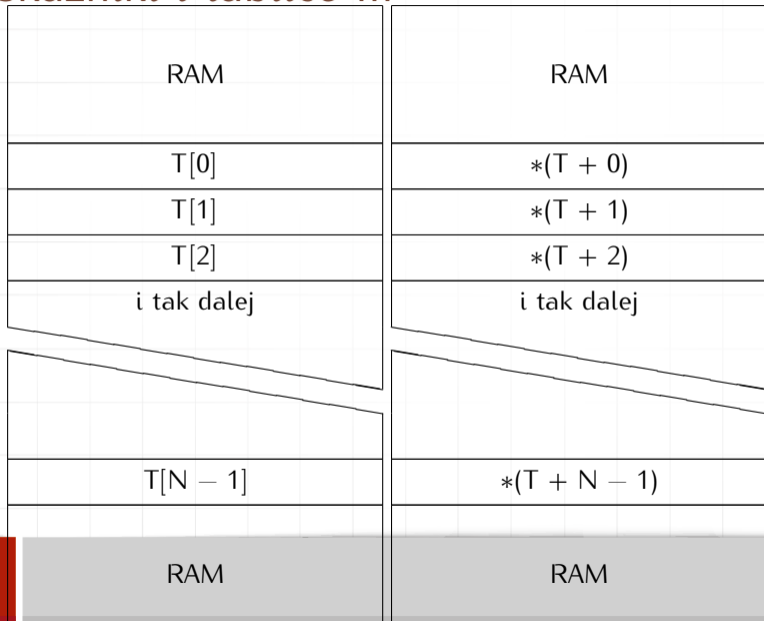 RAM
RAM
T[0]
*(T + 0)
T[1]
*(T + 1)
T[2]
*(T + 2)
i tak dalej
i tak dalej
T[N – 1]
*(T + N – 1)
RAM
RAM